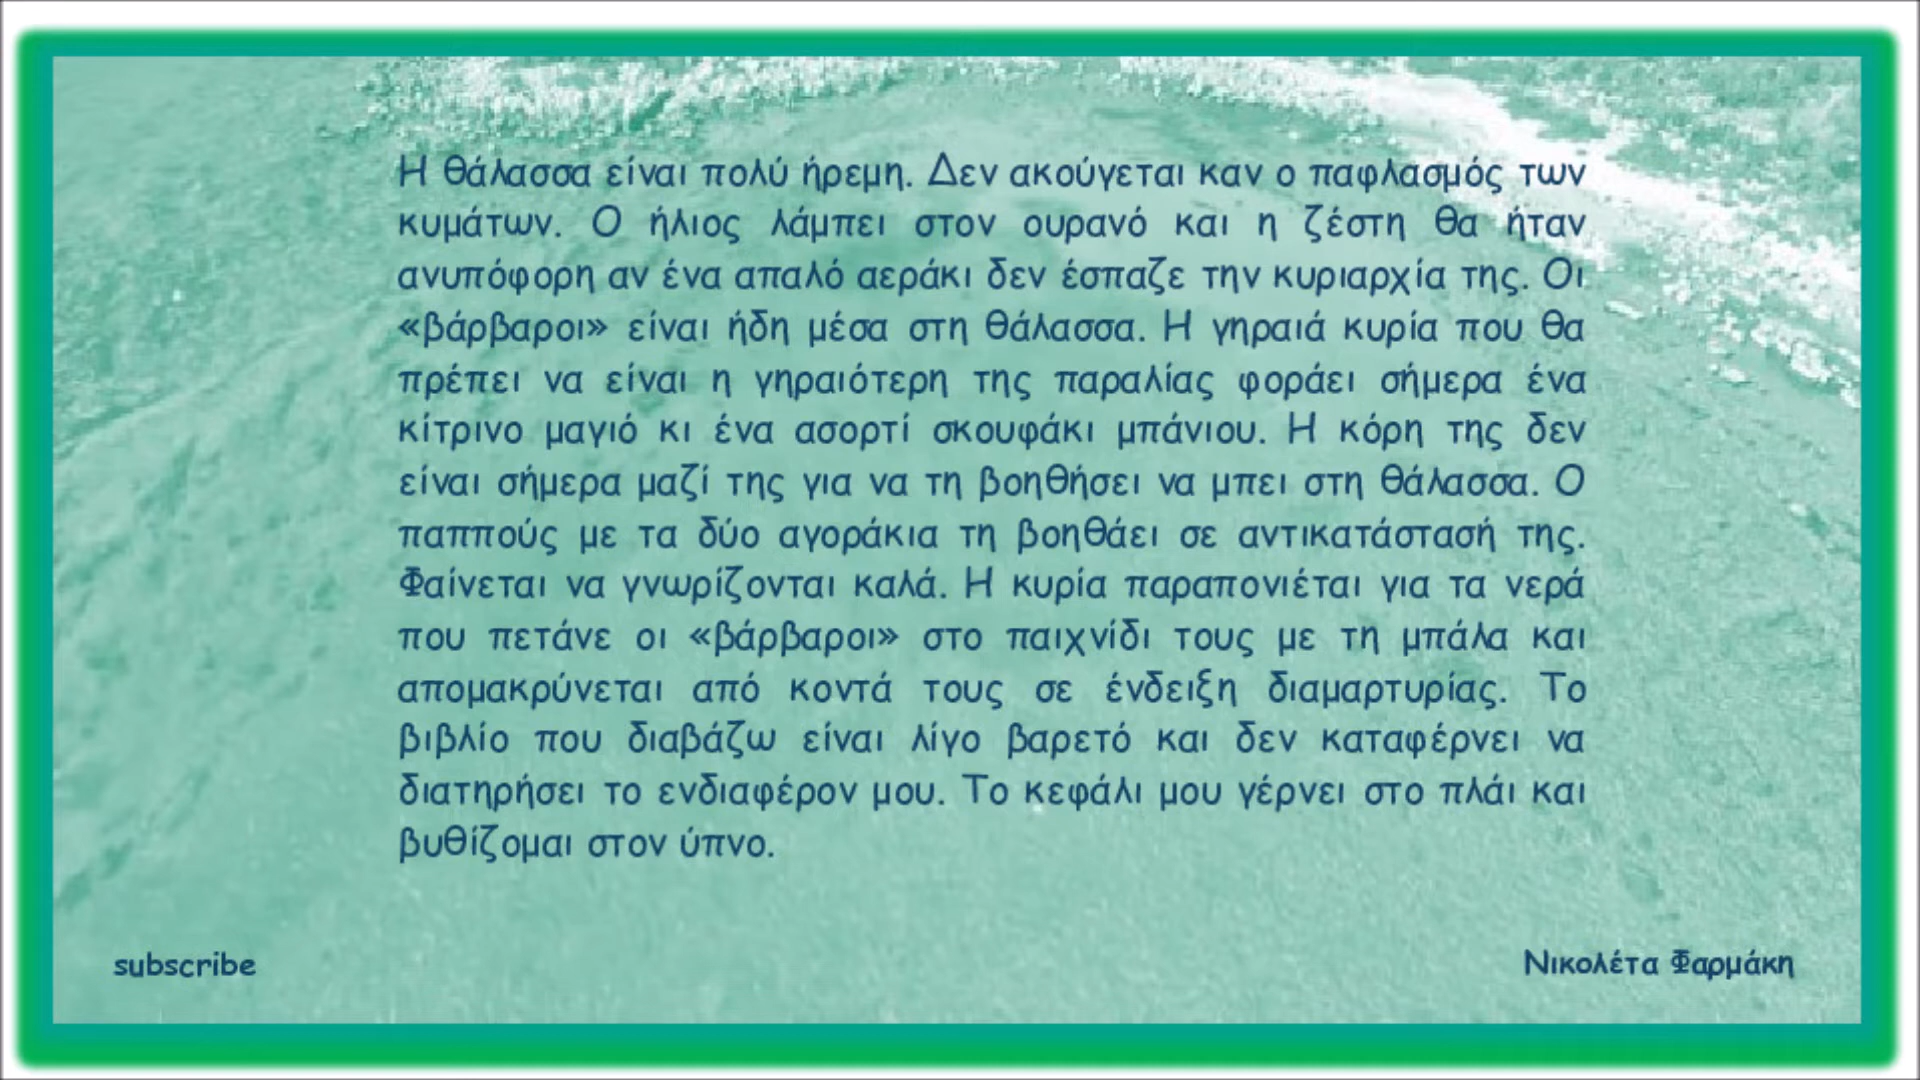 Η θάλασσα είναι πολύ ήρεμη. Δεν ακούγεται καν ο παφλασμός των
κυμάτων. Ο ήλιος λάμπει στον ουρανό και η ζέστη θα ήταν
ανυπόφορη αν ένα απαλό αεράκι δεν έσπαζε την κυριαρχία της. Οι
«βάρβαροι» είναι ήδη μέσα στη θάλασσα. Η γηραιά κυρία που θα
πρέπει να είναι η γηραιότερη της παραλίας φοράει σήμερα ένα
κίτρινο μαγιό κι ένα ασορτί σκουφάκι μπάνιου. Η κόρη της δεν
είναι σήμερα μαζί της για να τη βοηθήσει να μπει στη θάλασσα. Ο
παππούς με τα δύο αγοράκια τη βοηθάει σε αντικατάστασή της.
Φαίνεται να γνωρίζονται καλά. Η κυρία παραπονιέται για τα νερά
που πετάνε οι «βάρβαροι» στο παιχνίδι τους με τη μπάλα και
απομακρύνεται από κοντά τους σε ένδειξη διαμαρτυρίας. Το
βιβλίο που διαβάζω είναι λίγο βαρετό και δεν καταφέρνει να
διατηρήσει το ενδιαφέρον μου. Το κεφάλι μου γέρνει στο πλάι και
βυθίζομαι στον ύπνο.
subscribe
Νικολέτα Φαρμάκη